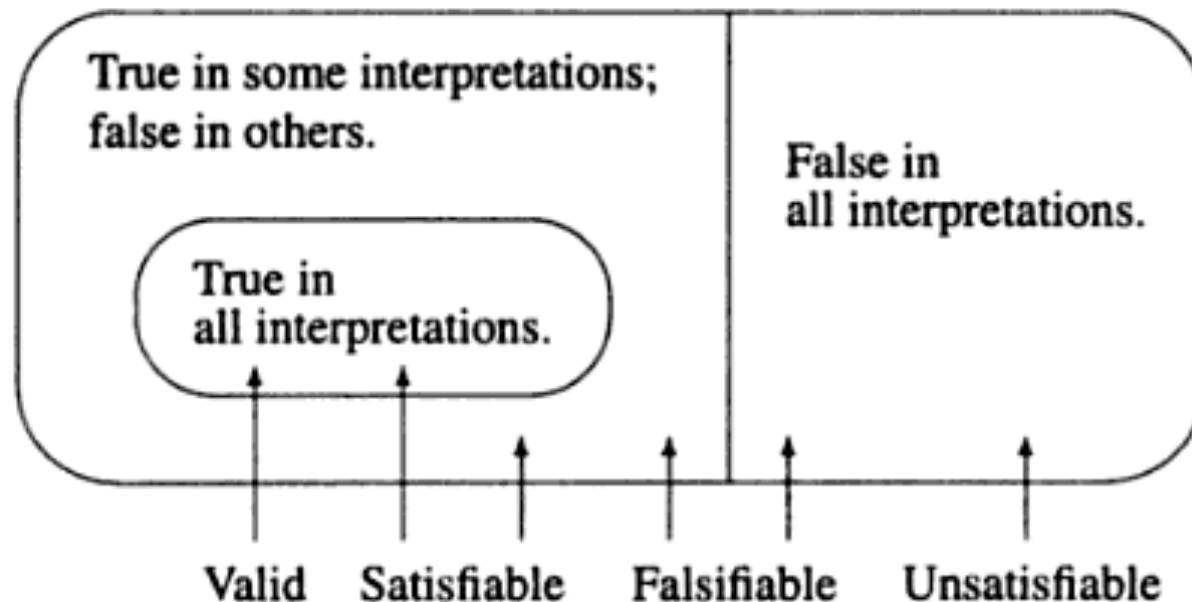 True in some interpretations;
false in others.
False in
all interpretations.
True in
all interpretations.
Valid Satisfiable Falsifiable Unsatisfiable